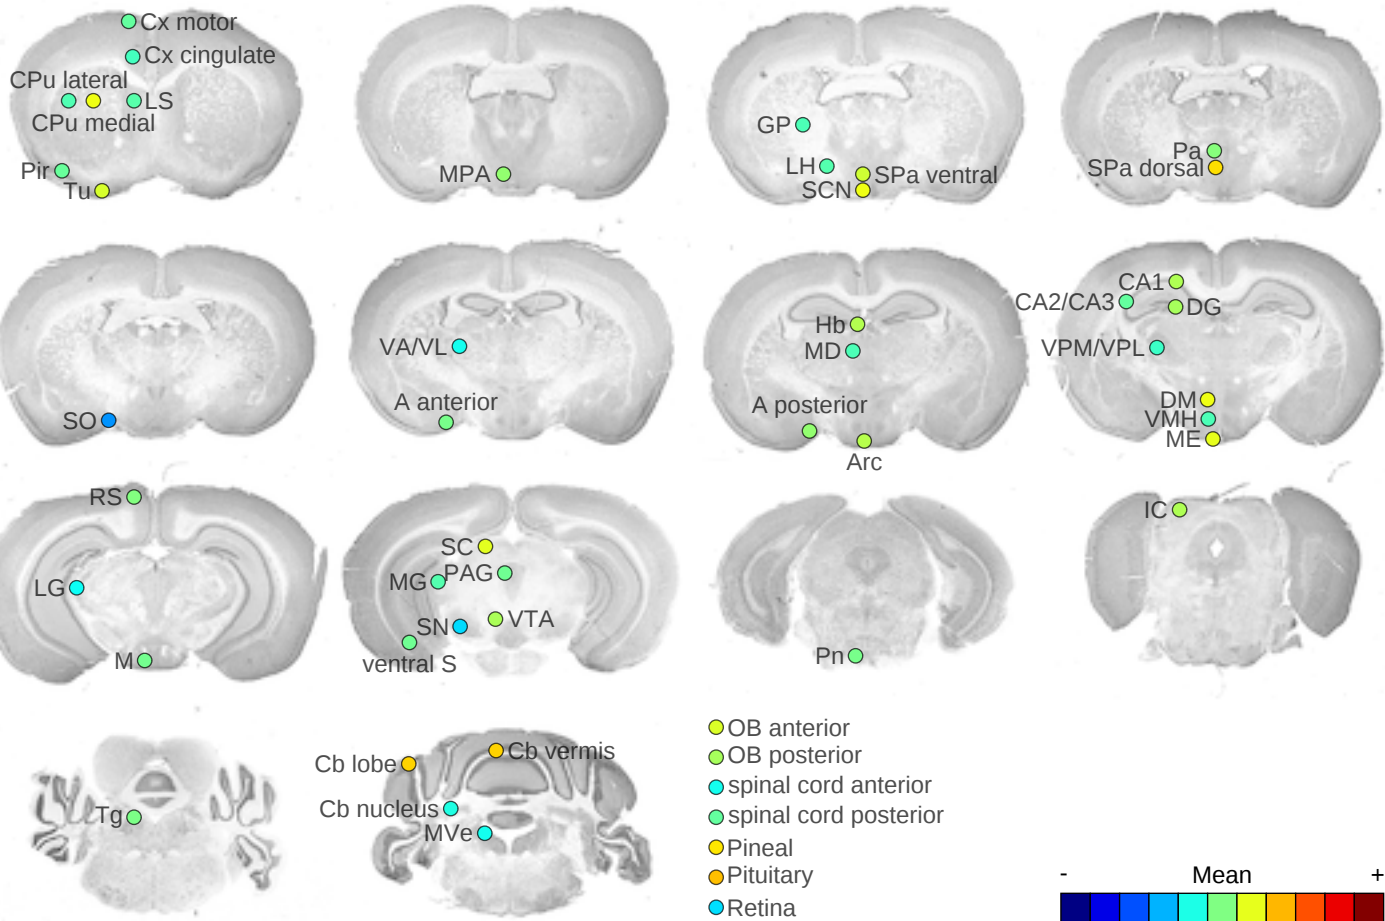 Cx motor
Cx cingulate
CPu lateral
LS
CPu medial
Pir
Tu
MPA
GP
LH
SPa ventral
SCN
Pa
SPa dorsal
SO
VA/VL
A anterior
Hb
MD
A posterior
Arc
CA1
CA2/CA3
DG
VPM/VPL
DM
VMH
ME
RS
LG
M
SC
PAG
MG
VTA
SN
ventral S
Pn
IC
Tg
Cb lobe
Cb vermis
Cb nucleus
MVe
OB anterior
OB posterior
spinal cord anterior
spinal cord posterior
Pineal
Pituitary
Retina
- Mean +